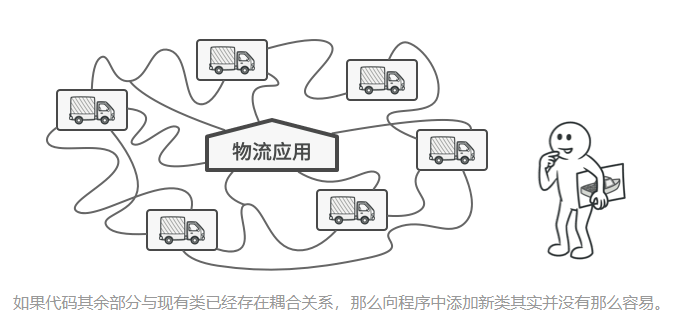 物流应用
如果代码其余部分与现有类已经存在耦合关系，那么向程序中添加新类其实并没有那么容易。